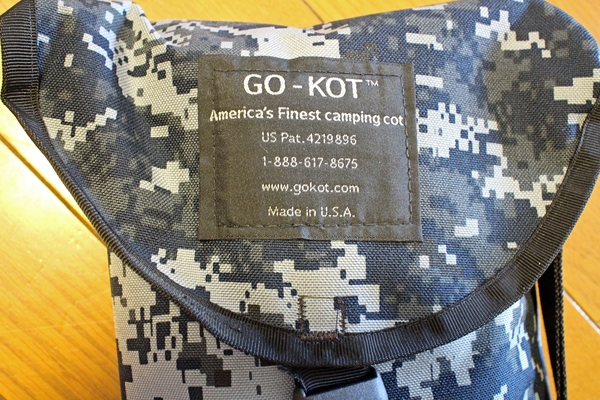 GO-KOT™
America's Finest camping cot
US Pat. 4219896
1-888-617-8675
www.gokot.com
Made in U.S.A.